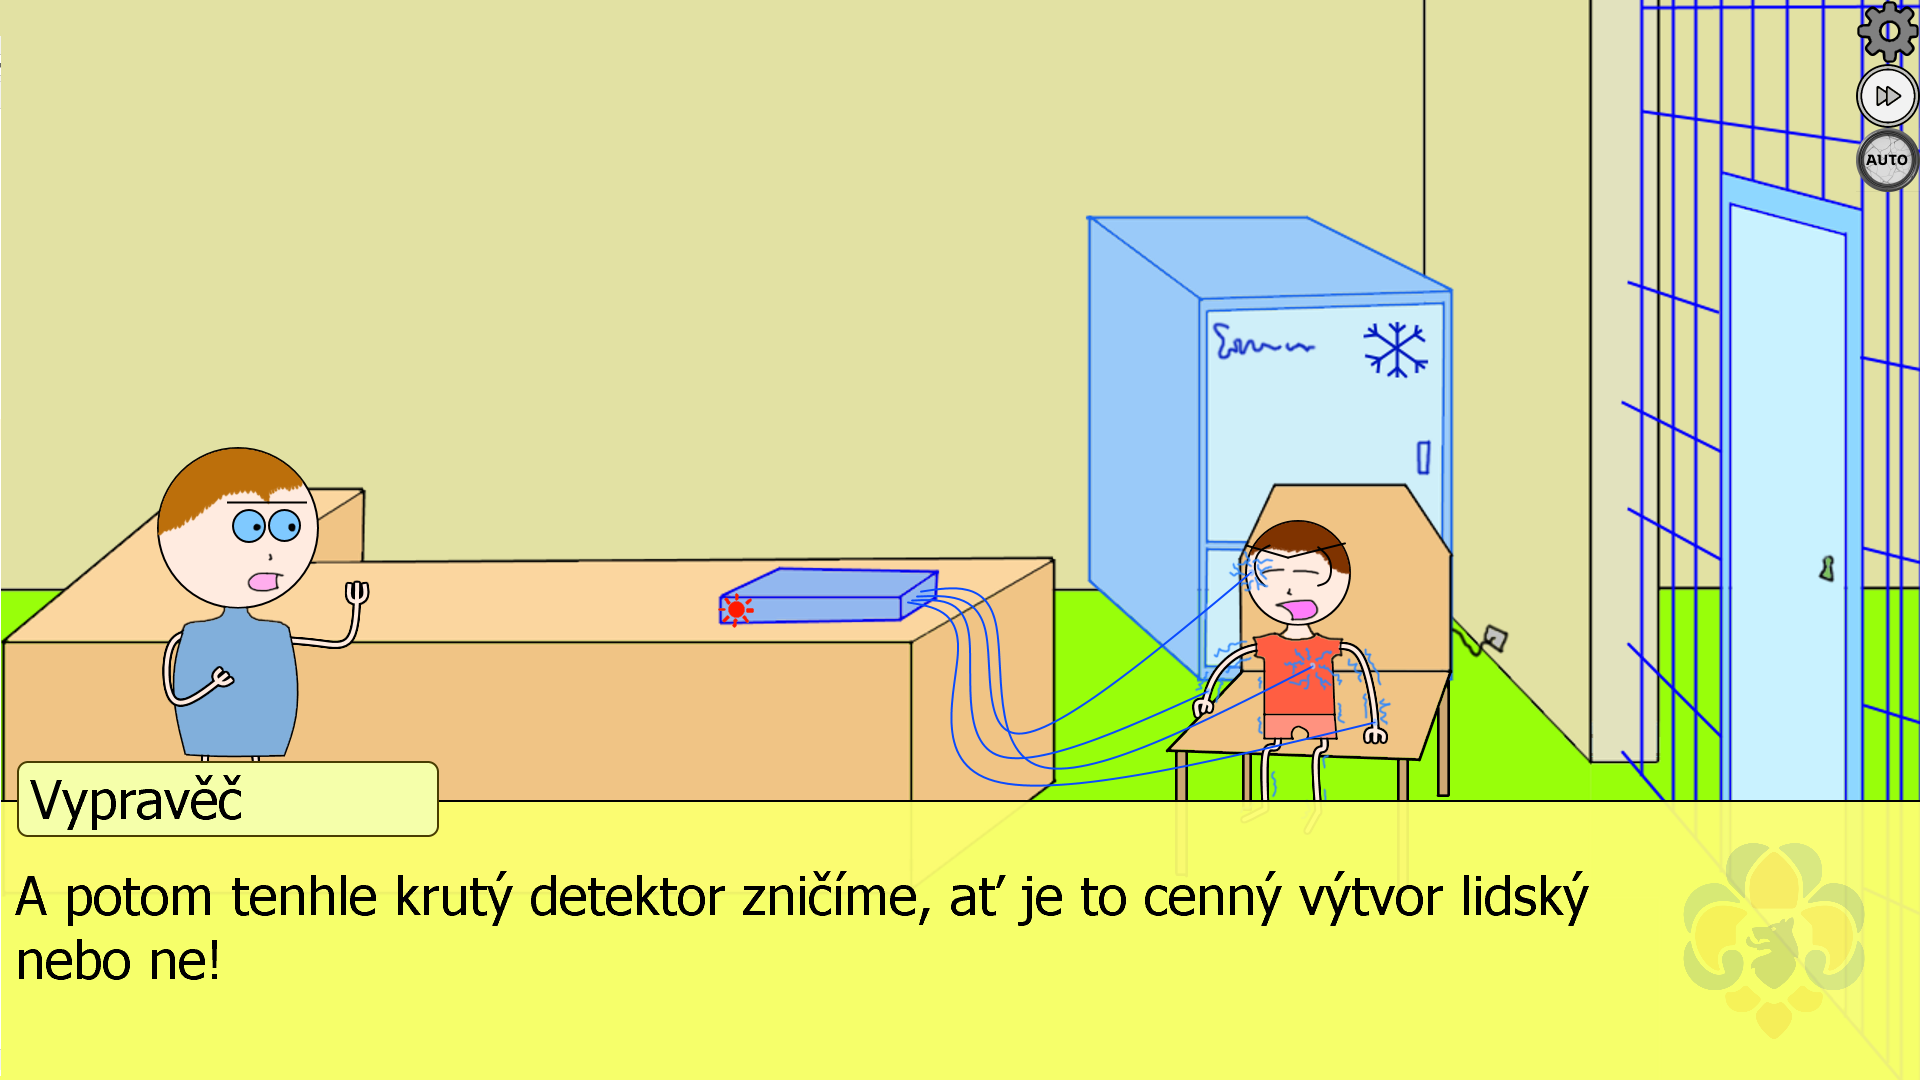 AUTO
Vypravěč
A potom tenhle krutý detektor zničíme, ať je to cenný výtvor lidský
nebo ne!